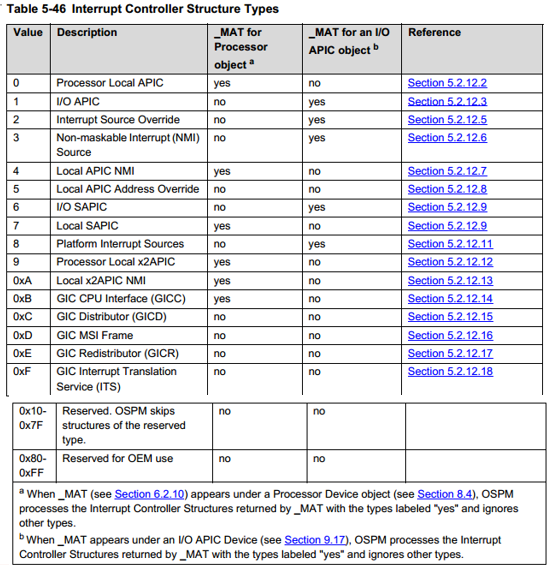 Table 5-46 Interrupt Controller Structure Types
Value Description _MAT for Processor object a _MAT for an I/O APIC object b Reference
0 Processor Local APIC yes no Section 5.2.12.2
1 I/O APIC no yes Section 5.2.12.3
2 Interrupt Source Override no yes Section 5.2.12.5
3 Non-maskable Interrupt (NMI) Source no yes Section 5.2.12.6
4 Local APIC NMI yes no Section 5.2.12.7
5 Local APIC Address Override no no Section 5.2.12.8
6 I/O SAPIC no yes Section 5.2.12.9
7 Local SAPIC yes no Section 5.2.12.9
8 Platform Interrupt Sources no yes Section 5.2.12.11
9 Processor Local x2APIC yes no Section 5.2.12.12
0xA Local x2APIC NMI yes no Section 5.2.12.13
0xB GIC CPU Interface (GICC) yes no Section 5.2.12.14
0xC GIC Distributor (GICD) no no Section 5.2.12.15
0xD GIC MSI Frame no no Section 5.2.12.16
0xE GIC Redistributor (GICR) no no Section 5.2.12.17
0xF GIC Interrupt Translation Service (ITS) no no Section 5.2.12.18
0x10-0x7F Reserved. OSPM skips structures of the reserved type. no no
0x80-0xFF Reserved for OEM use no no
a When _MAT (see Section 6.2.10) appears under a Processor Device object (see Section 8.4), OSPM
processes the Interrupt Controller Structures returned by _MAT with the types labeled "yes" and ignores
other types.
b When _MAT appears under an I/O APIC Device (see Section 9.17), OSPM processes the Interrupt
Controller Structures returned by _MAT with the types labeled "yes" and ignores other types.